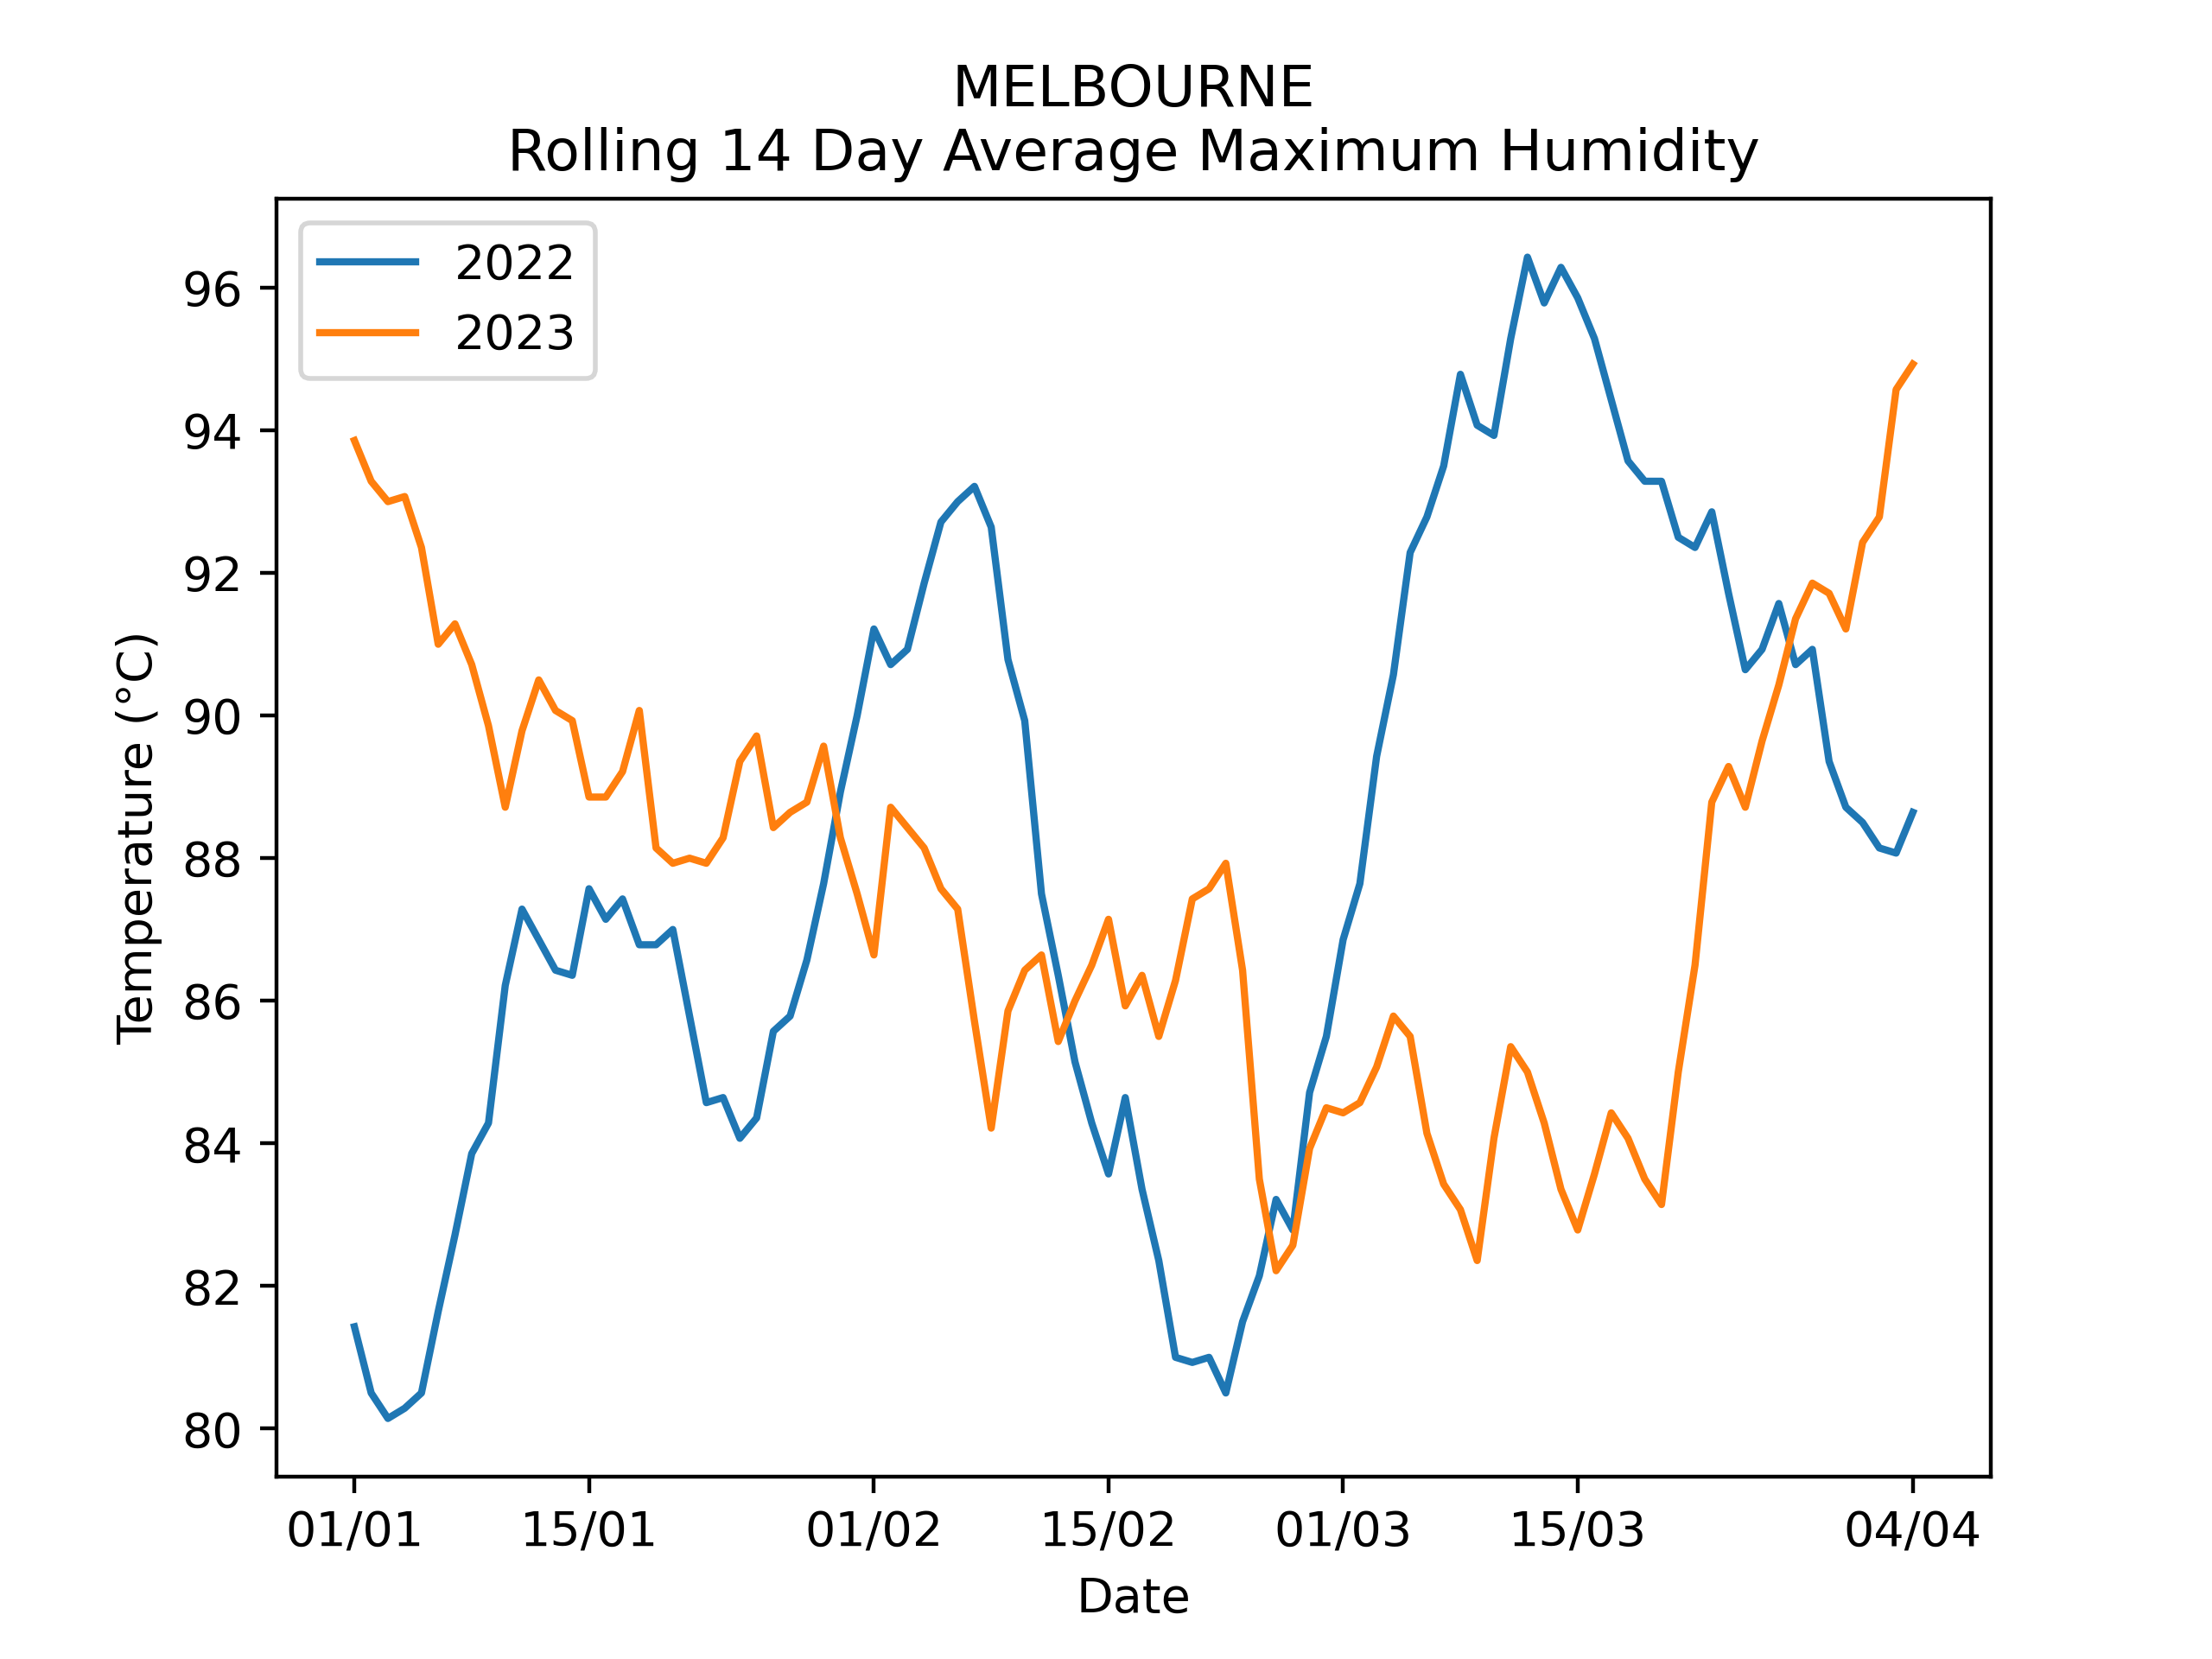 MELBOURNE
Rolling 14 Day Average Maximum Humidity
2022
2023
96
94
92
90
88
86
84
82
80
Temperature (°C)
01/01 15/01 01/02 15/02 01/03 15/03 04/04
Date